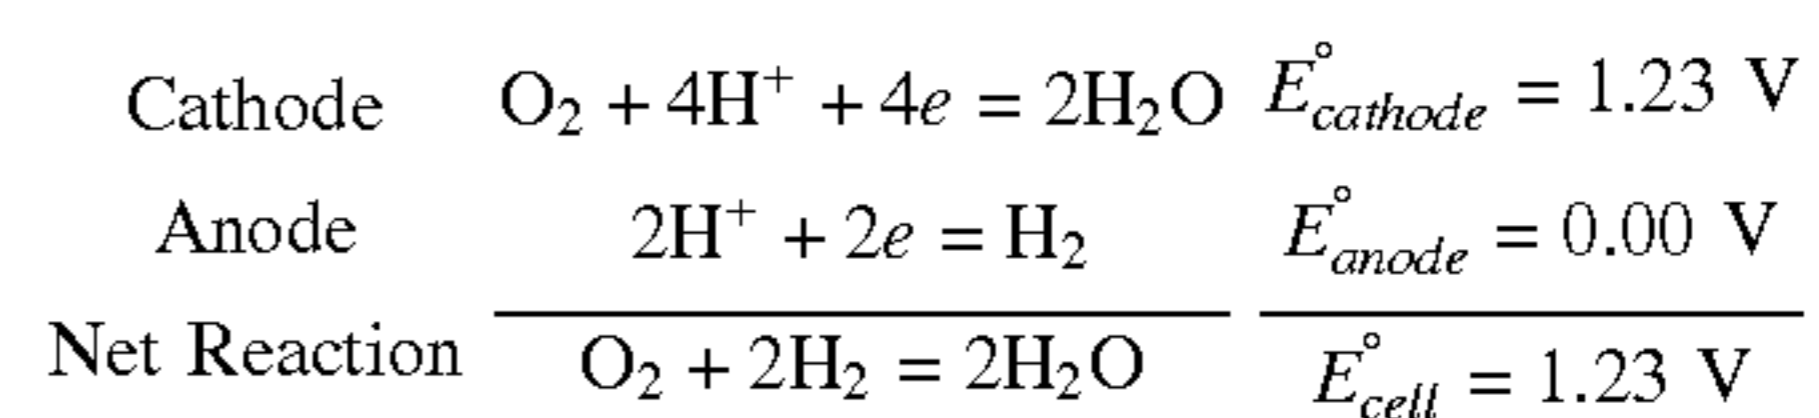 Cathode O₂ + 4H⁺ + 4e = 2H₂O E°cathode = 1.23 V
Anode 2H⁺ + 2e = H₂ E°anode = 0.00 V
Net Reaction O₂ + 2H₂ = 2H₂O E°cell = 1.23 V